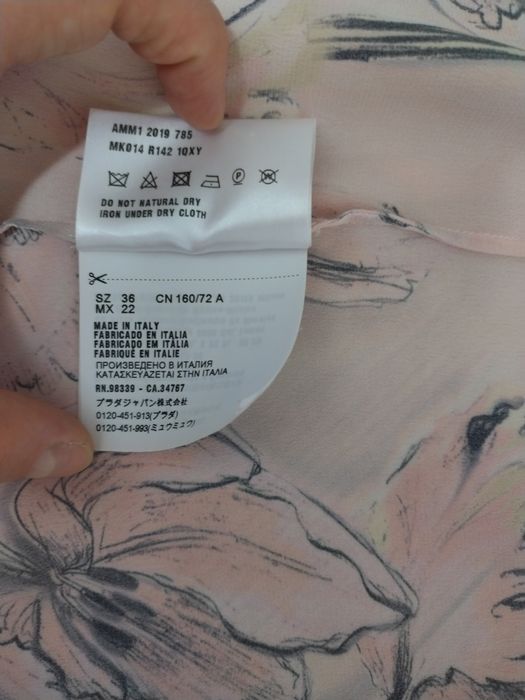 AMM1 2019 785
MK014 R142 1QXY
P
DO NOT NATURAL DRY
IRON UNDER DRY CLOTH
SZ 36 CN 160/72 A
MX 22
MADE IN ITALY
FABRICADO EN ITALIA
FABRICADO EM ITÀLIA
FABRIQUÉ EN ITALIE
ПРОИЗВЕДЕНО В ИТАЛИЯ
ΚΑΤΑΣΚΕΥΑΖΕΤΑΙ ΣΤΗΝ ΙΤΑΛΙΑ
RN.98339 - CA.34767
プラダジャパン株式会社
0120-451-913(プラダ)
0120-451-993(ミュウミュウ)